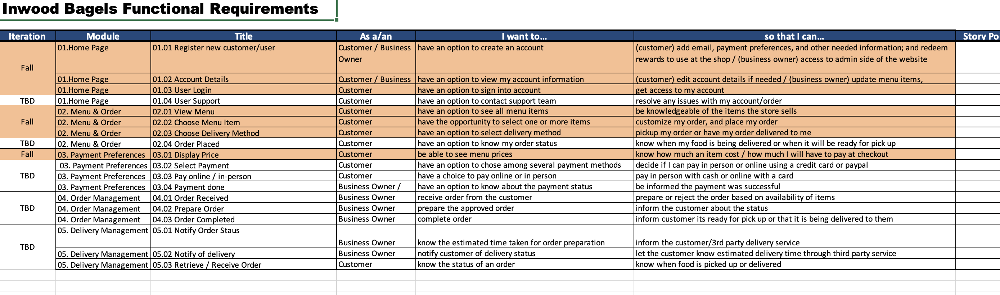 Inwood Bagels Functional Requirements
Iteration Module Title As a/an I want to... so that I can... Story Poi
Fall 01.Home Page 01.01 Register new customer/user Customer / Business have an option to create an account (customer) add email, payment preferences, and other needed information; and redeem
Owner rewards to use at the shop / (business owner) access to admin side of the website
01.Home Page 01.02 Account Details Customer / Business have an option to view my account information (customer) edit account details if needed / (business owner) update menu items,
01.Home Page 01.03 User Login Customer have an option to sign into account get access to my account
TBD 01.Home Page 01.04 User Support Customer have an option to contact support team resolve any issues with my account/order
02. Menu & Order 02.01 View Menu Customer have an option to see all menu items be knowledgeable of the items the store sells
Fall 02. Menu & Order 02.02 Choose Menu Item Customer have the opportunity to select one or more items customize my order, and place my order
02. Menu & Order 02.03 Choose Delivery Method Customer have an option to select delivery method pickup my order or have my order delivered to me
TBD 02. Menu & Order 02.04 Order Placed Customer have an option to know my order status know when my food is being delivered or when it will be ready for pick up
Fall 03. Payment Preferences 03.01 Display Price Customer be able to see menu prices know how much an item cost / how much I will have to pay at checkout
03. Payment Preferences 03.02 Select Payment Customer have an option to chose among several payment methods decide if I can pay in person or online using a credit card or paypal
TBD 03. Payment Preferences 03.03 Pay online / in-person Customer have a choice to pay online or in person pay in person with cash or online with a card
03. Payment Preferences 03.04 Payment done Business Owner / have an option to know about the payment status be informed the payment was successful
04. Order Management 04.01 Order Received Business Owner receive order from the customer prepare or reject the order based on availability of items
TBD 04. Order Management 04.02 Prepare Order Business Owner prepare the approved order inform the customer about the status
04. Order Management 04.03 Order Completed Business Owner complete order inform customer its ready for pick up or that it is being delivered to them
05. Delivery Management 05.01 Notify Order Staus
Business Owner know the estimated time taken for order preparation inform the customer/3rd party delivery service
TBD
05. Delivery Management 05.02 Notify of delivery Business Owner notify customer of delivery status let the customer know estimated delivery time through third party service
05. Delivery Management 05.03 Retrieve / Receive Order Customer know the status of an order know when food is picked up or delivered